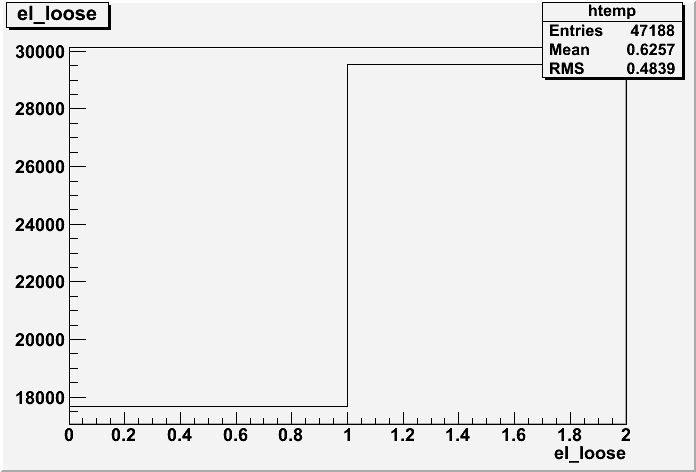 el_loose
htemp
Entries 47188
Mean 0.6257
RMS 0.4839
30000
28000
26000
24000
22000
20000
18000
0 0.2 0.4 0.6 0.8 1 1.2 1.4 1.6 1.8 2
el_loose